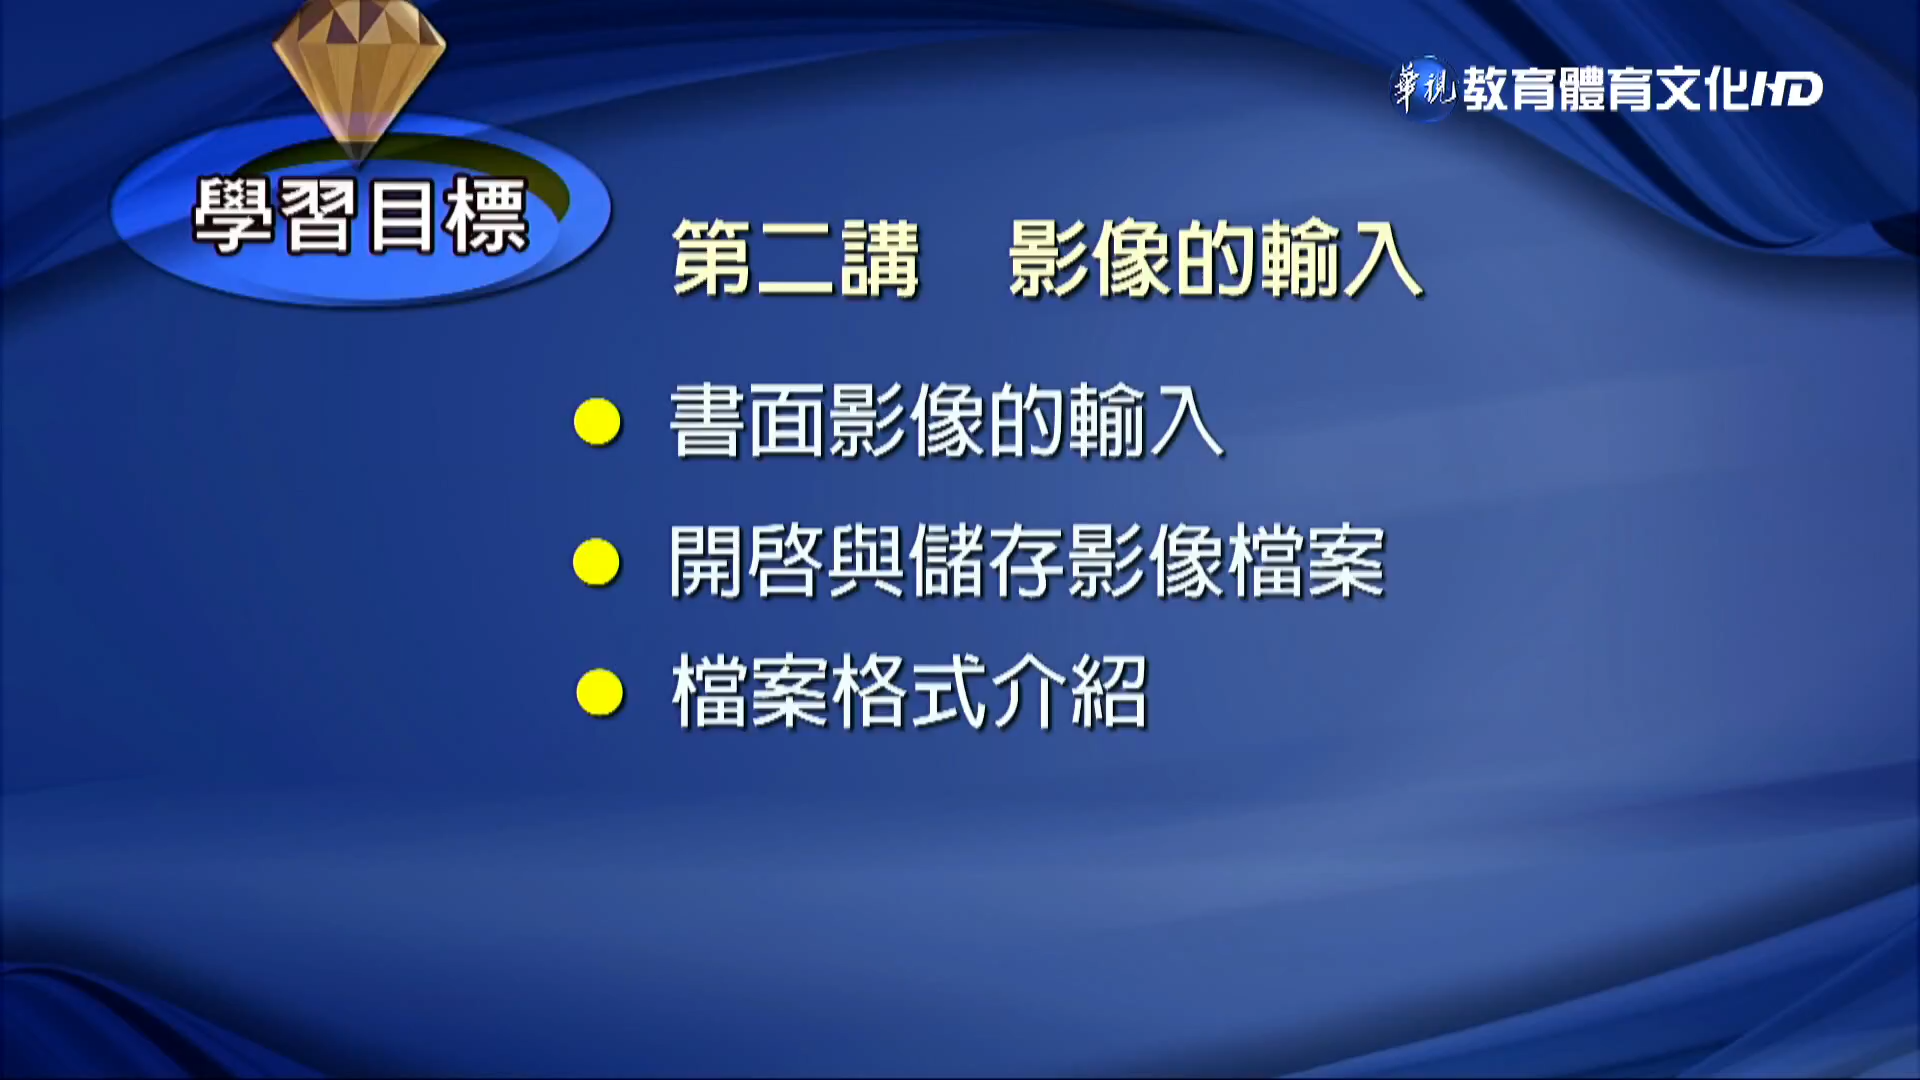 華視 教育體育文化HD
學習目標
第二講　影像的輸入
書面影像的輸入
開啓與儲存影像檔案
檔案格式介紹